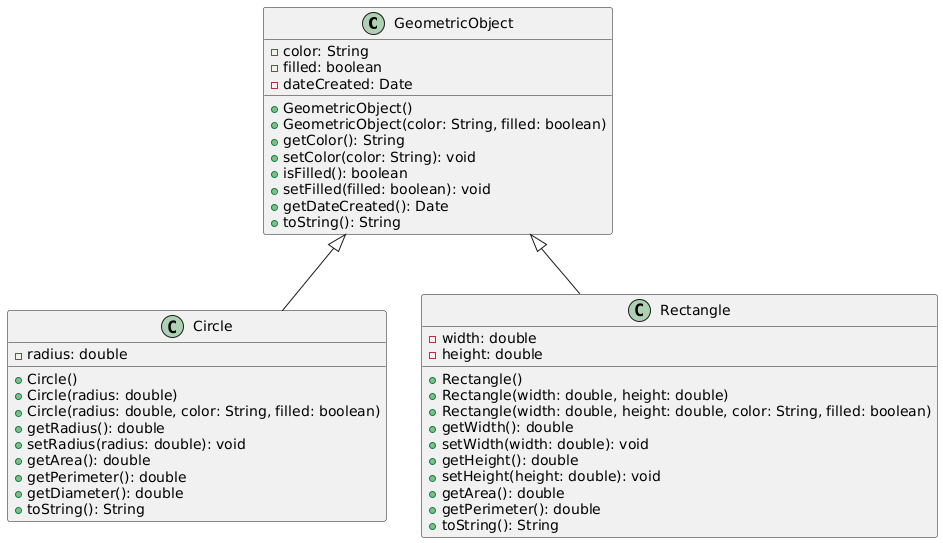 C GeometricObject
color: String
filled: boolean
dateCreated: Date
GeometricObject()
GeometricObject(color: String, filled: boolean)
getColor(): String
setColor(color: String): void
isFilled(): boolean
setFilled(filled: boolean): void
getDateCreated(): Date
toString(): String
C Circle
radius: double
Circle()
Circle(radius: double)
Circle(radius: double, color: String, filled: boolean)
getRadius(): double
setRadius(radius: double): void
getArea(): double
getPerimeter(): double
getDiameter(): double
toString(): String
C Rectangle
width: double
height: double
Rectangle()
Rectangle(width: double, height: double)
Rectangle(width: double, height: double, color: String, filled: boolean)
getWidth(): double
setWidth(width: double): void
getHeight(): double
setHeight(height: double): void
getArea(): double
getPerimeter(): double
toString(): String